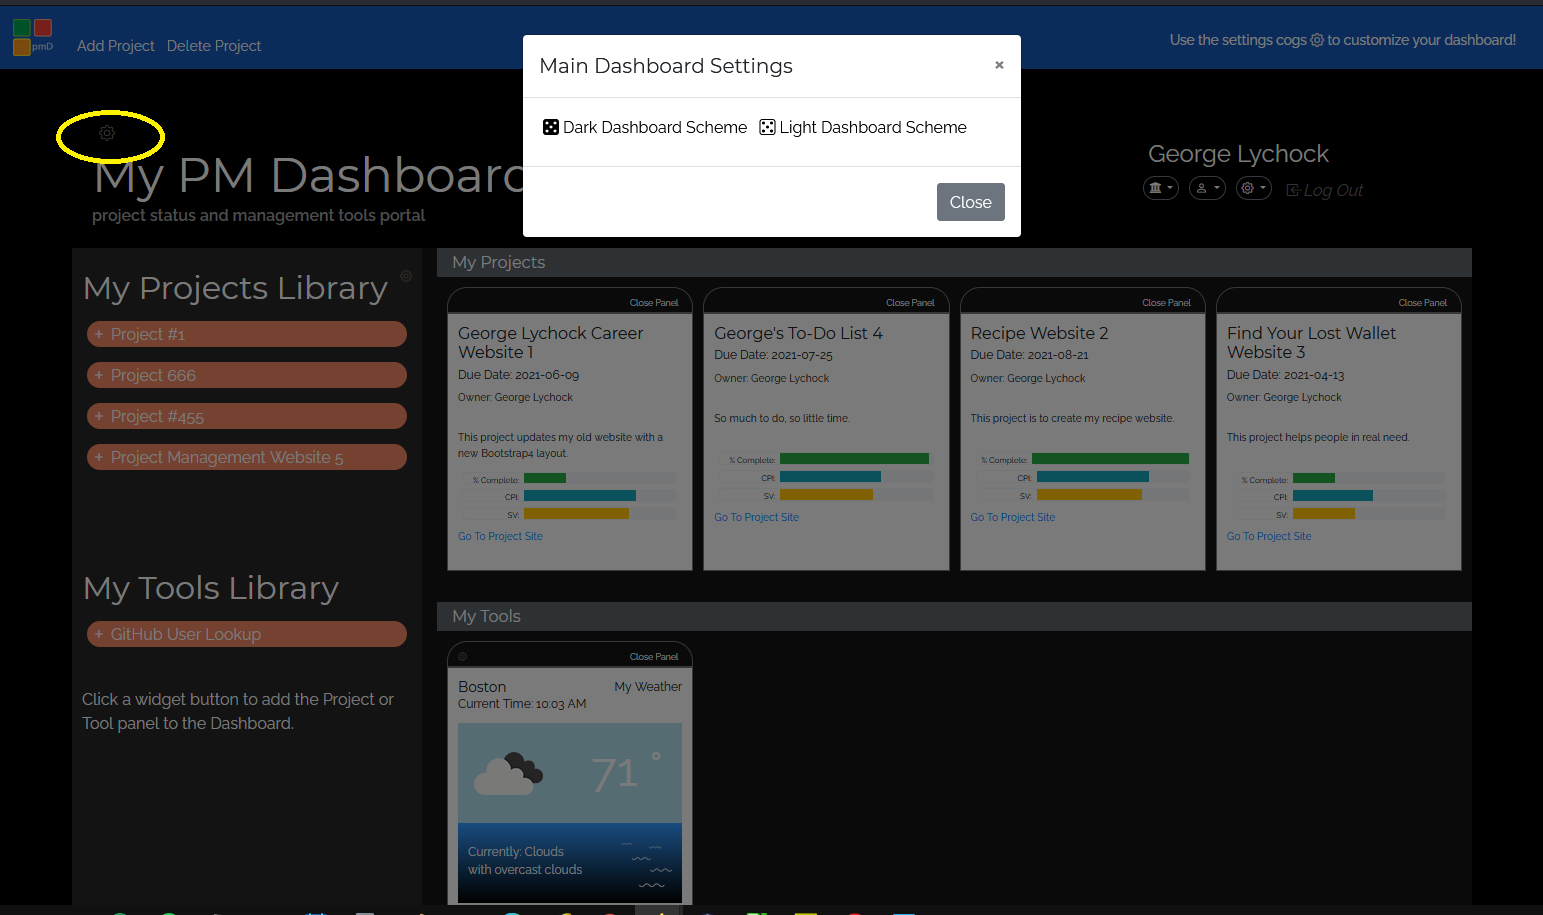 pmD
Add Project Delete Project
Use the settings cogs to customize your dashboard!
Main Dashboard Settings
×
Dark Dashboard Scheme Light Dashboard Scheme
Close
My PM Dashboard
project status and management tools portal
George Lychock
Log Out
My Projects Library
+ Project #1
+ Project 666
+ Project #455
+ Project Management Website 5
My Tools Library
+ GitHub User Lookup
Click a widget button to add the Project or
Tool panel to the Dashboard.
My Projects
Close Panel
George Lychock Career
Website 1
Due Date: 2021-06-09
Owner: George Lychock
This project updates my old website with a
new Bootstrap4 layout.
% Complete:
CPI:
SV:
Go To Project Site
Close Panel
George's To-Do List 4
Due Date: 2021-07-25
Owner: George Lychock
So much to do, so little time.
% Complete:
CPI:
SV:
Go To Project Site
Close Panel
Recipe Website 2
Due Date: 2021-08-21
Owner: George Lychock
This project is to create my recipe website.
% Complete:
CPI:
SV:
Go To Project Site
Close Panel
Find Your Lost Wallet
Website 3
Due Date: 2021-04-13
Owner: George Lychock
This project helps people in real need.
% Complete:
CPI:
SV:
Go To Project Site
My Tools
Close Panel
Boston My Weather
Current Time: 10:03 AM
71 °
Currently: Clouds
with overcast clouds